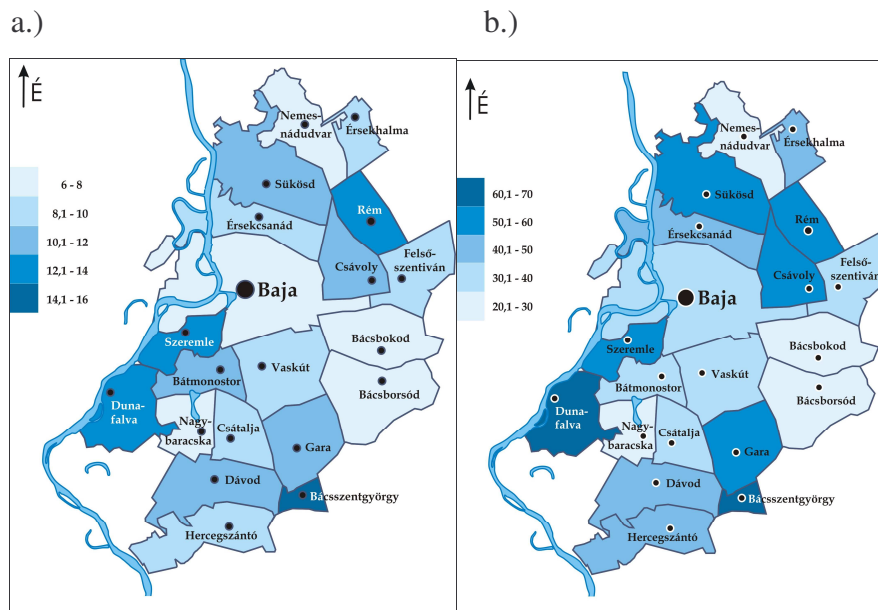 a.)
É
Nemes-
nádudvar
Érsekhalma
6 - 8
8,1 - 10
10,1 - 12
12,1 - 14
14,1 - 16
Sükösd
Rém
Érsekcsanád
Csávoly
Felső-
szentiván
Baja
Szeremle
Bácsbokod
Bátmonostor
Vaskút
Bácsborsód
Duna-
falva
Nagy-
baracska
Csátalja
Gara
Dávod
Bácsszentgyörgy
Hercegszántó
b.)
É
Nemes-
nádudvar
Érsekhalma
60,1 - 70
50,1 - 60
40,1 - 50
30,1 - 40
20,1 - 30
Sükösd
Rém
Érsekcsanád
Csávoly
Felső-
szentiván
Baja
Szeremle
Bácsbokod
Bátmonostor
Vaskút
Bácsborsód
Duna-
falva
Nagy-
baracska
Csátalja
Gara
Dávod
Bácsszentgyörgy
Hercegszántó